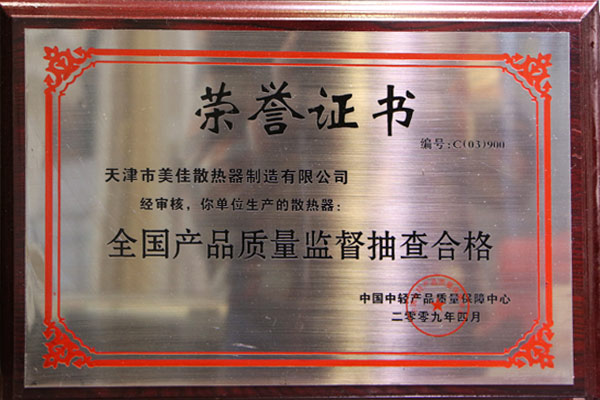 荣誉证书
编号:C(03)900
天津市美佳散热器制造有限公司
经审核，你单位生产的散热器：
全国产品质量监督抽查合格
中国中轻产品质量保障中心
二零零九年四月